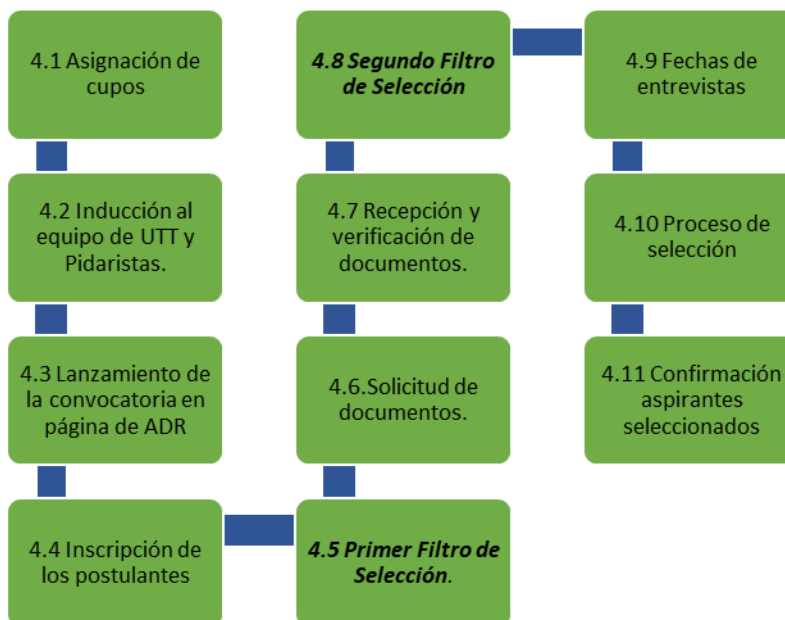 4.1 Asignación de
cupos
4.2 Inducción al
equipo de UTT y
Pidaristas.
4.3 Lanzamiento de
la convocatoria en
página de ADR
4.4 Inscripción de
los postulantes
4.5 Primer Filtro de
Selección.
4.6.Solicitud de
documentos.
4.7 Recepción y
verificación de
documentos.
4.8 Segundo Filtro
de Selección
4.9 Fechas de
entrevistas
4.10 Proceso de
selección
4.11 Confirmación
aspirantes
seleccionados